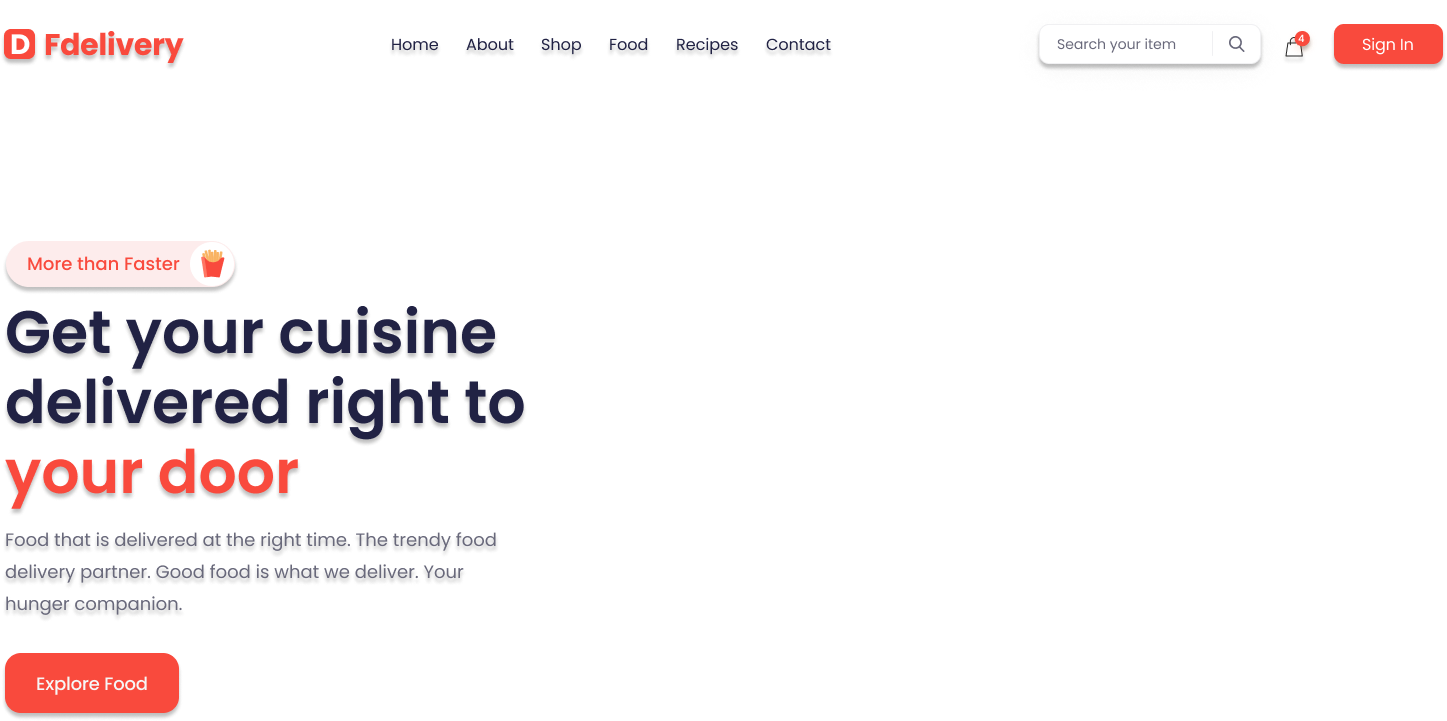 D Fdelivery
Home About Shop Food Recipes Contact
Search your item
4
Sign In
More than Faster
Get your cuisine
delivered right to
your door
Food that is delivered at the right time. The trendy food
delivery partner. Good food is what we deliver. Your
hunger companion.
Explore Food